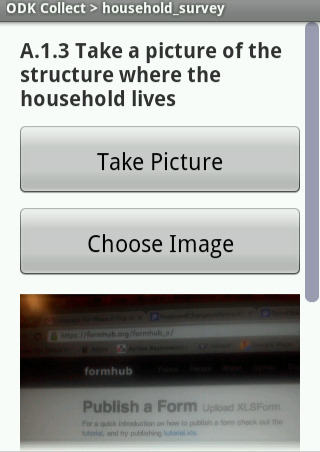 ODK Collect > household_survey
A.1.3 Take a picture of the
structure where the
household lives
Take Picture
Choose Image
https://formhub.org/formhub_u/
formhub
Publish a Form Upload XLSForm
For a quick introduction on how to publish a form check out the
tutorial, and try publishing tutorial.xls.